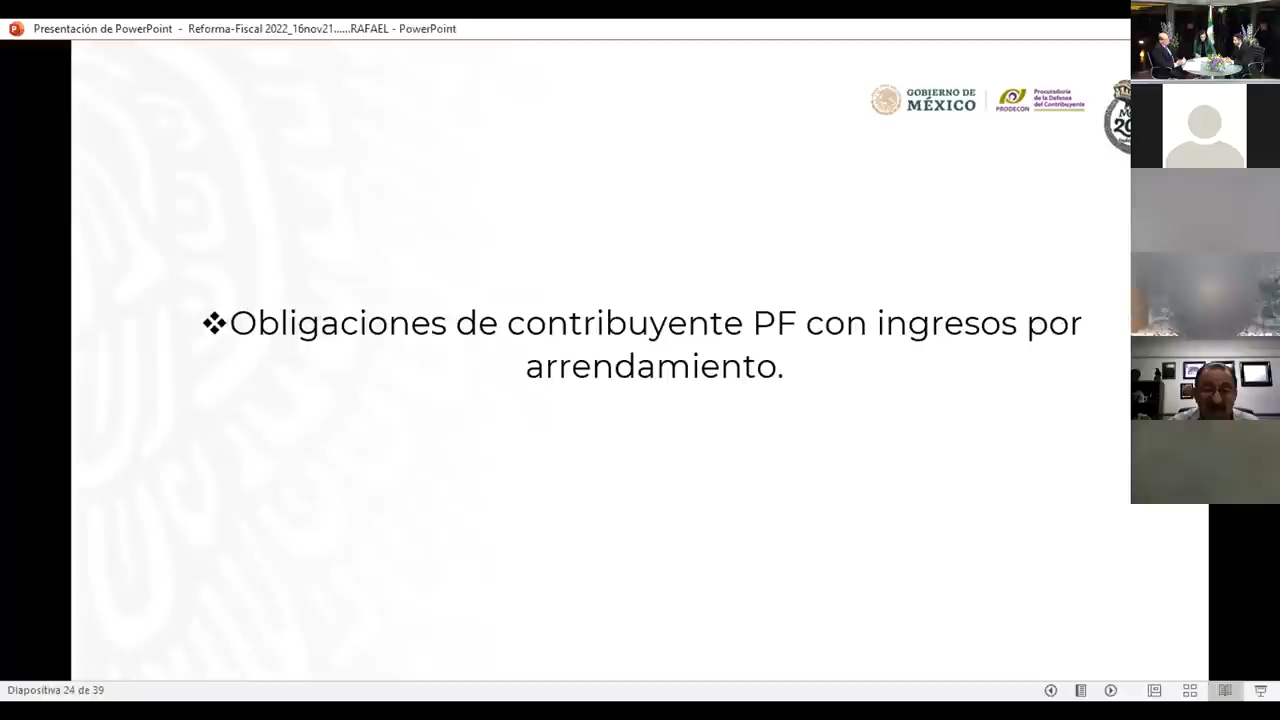 Presentación de PowerPoint - Reforma-Fiscal 2022_16nov21......RAFAEL - PowerPoint
GOBIERNO DE
MÉXICO
PRODECON
Procuraduría
de la Defensa
del Contribuyente
❖Obligaciones de contribuyente PF con ingresos por
arrendamiento.
Diapositiva 24 de 39